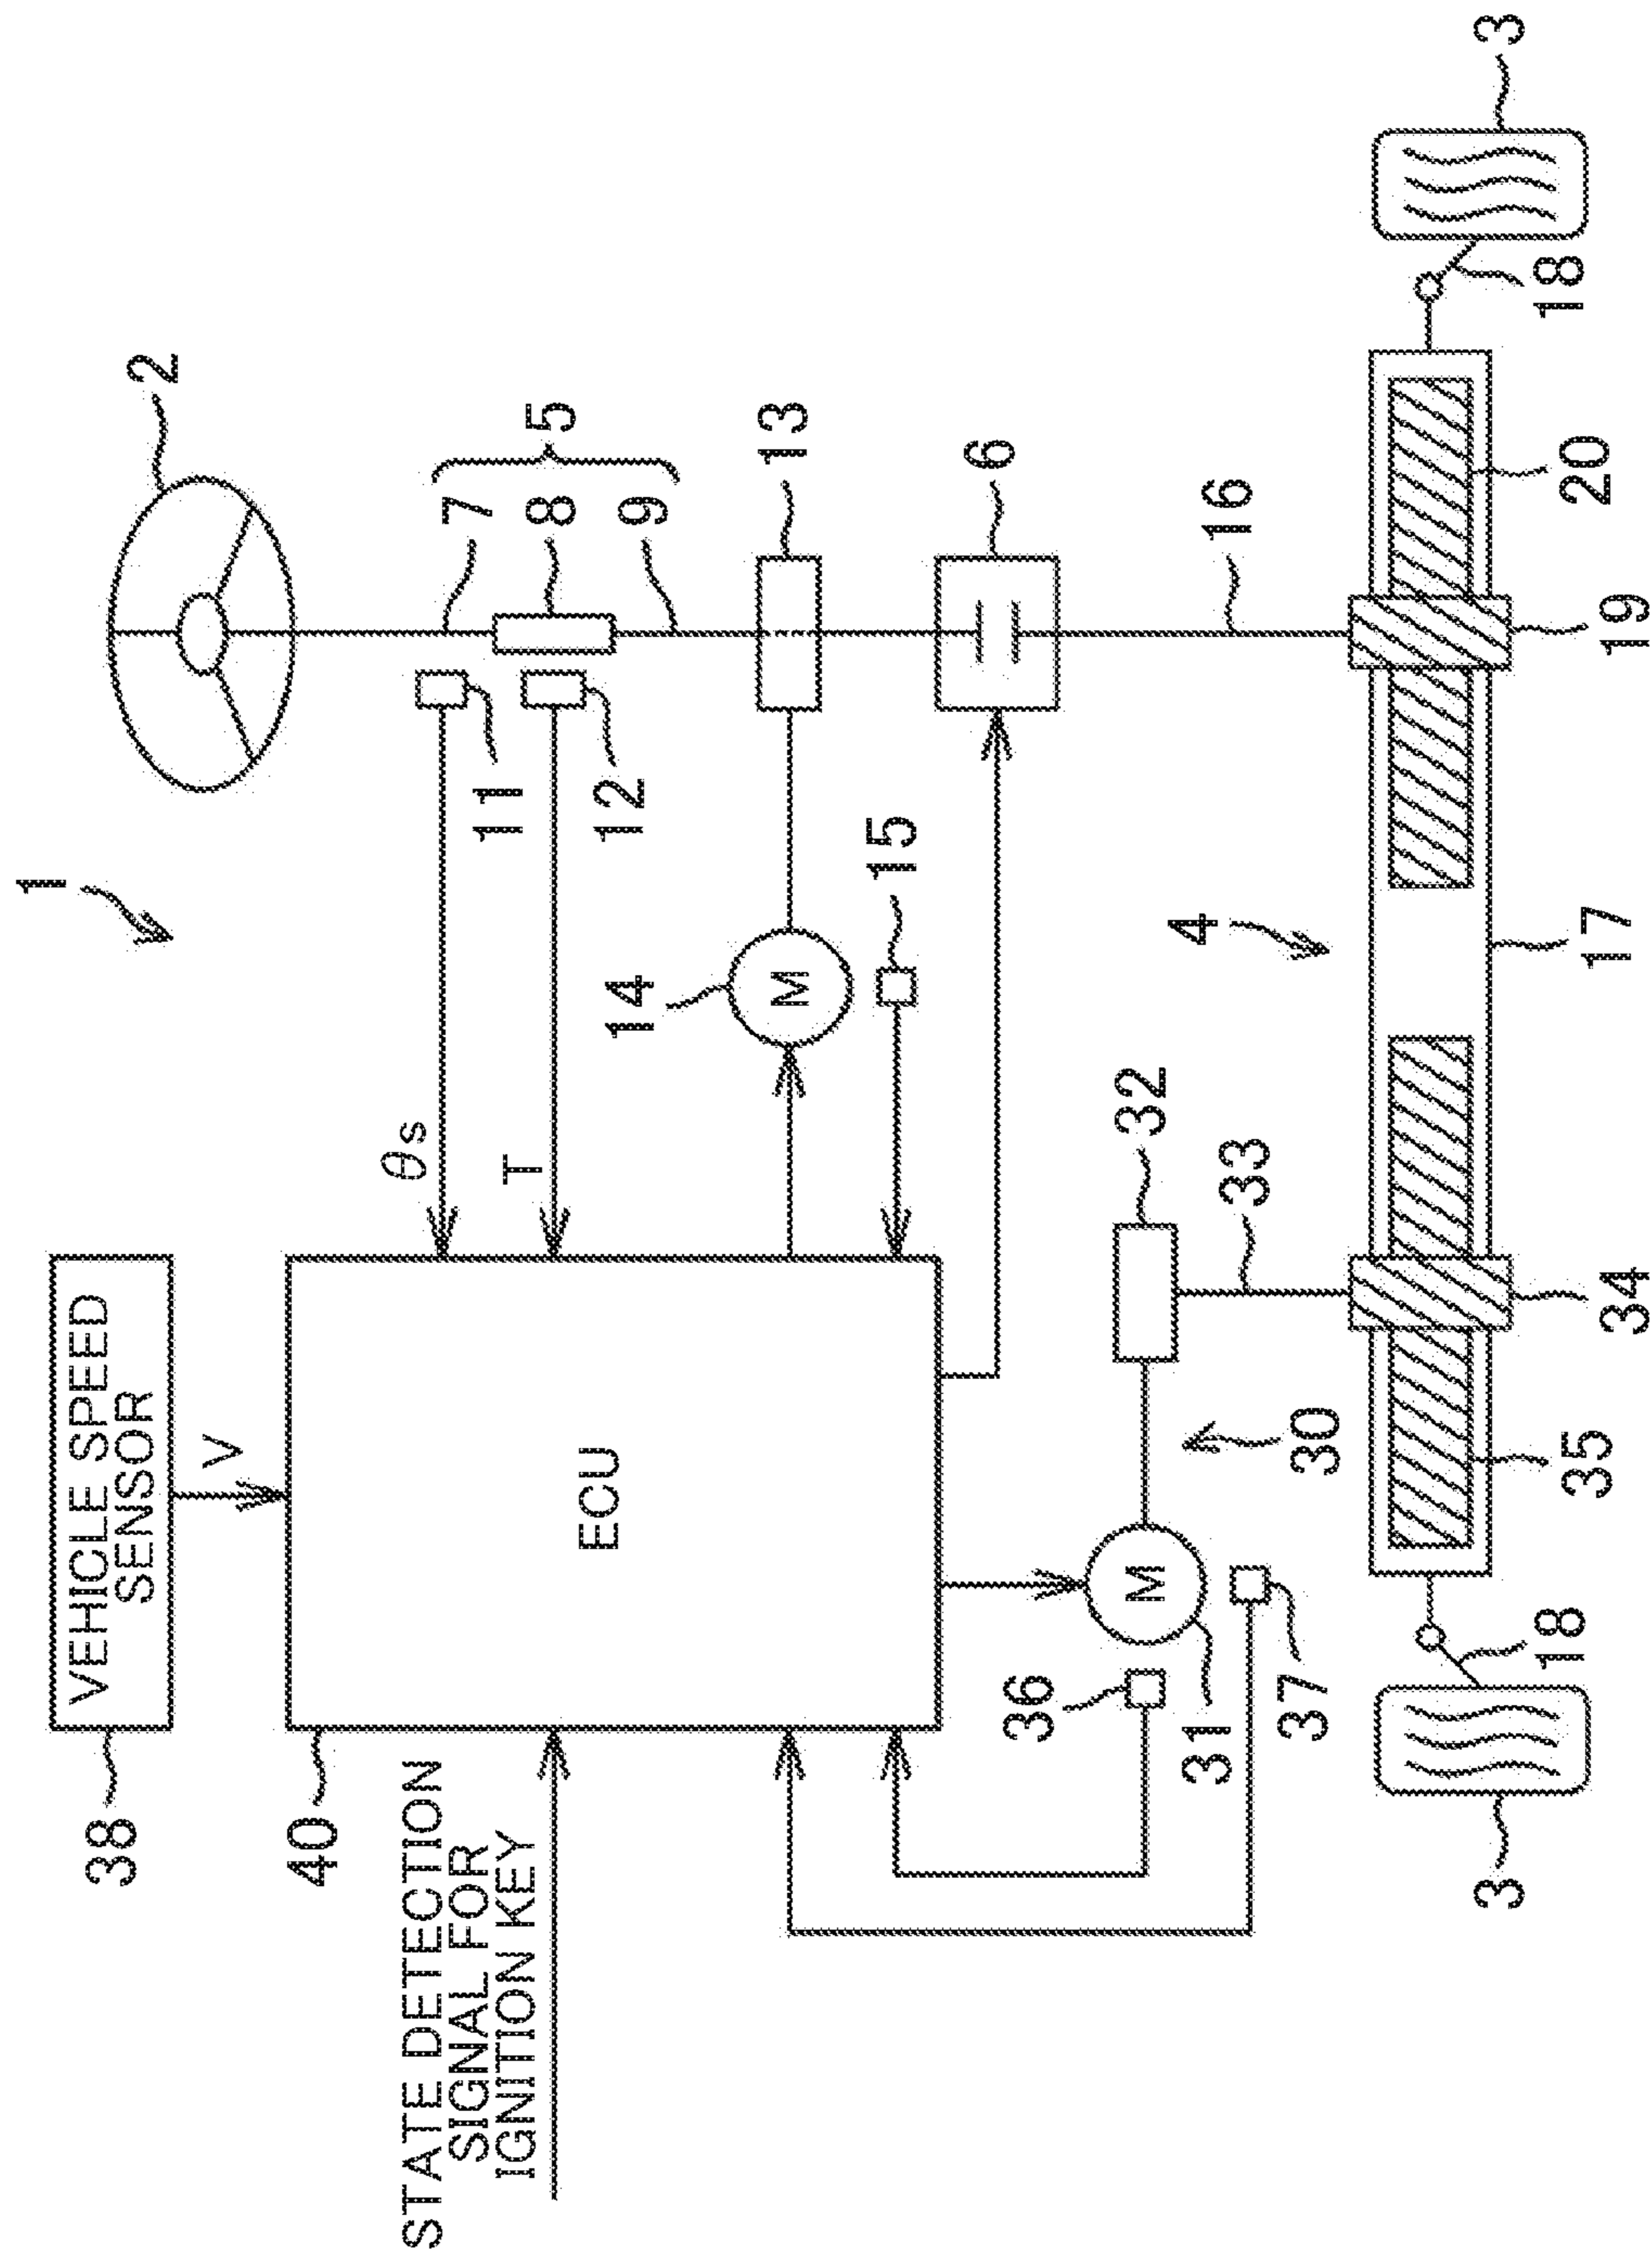 1
2
38
VEHICLE SPEED
SENSOR
V
40
ECU
θs
T
7
8
9
5
11
12
13
14
M
15
6
16
STATE DETECTION
SIGNAL FOR
IGNITION KEY
36
31
M
37
30
32
33
4
3
18
35
34
17
19
20
18
3